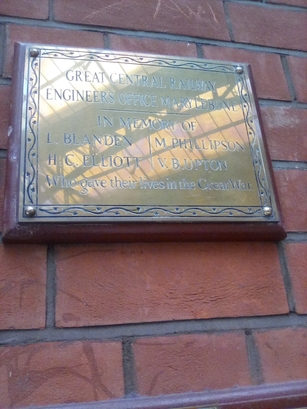 GREAT CENTRAL RAILWAY
ENGINEERS OFFICE MARYLEBONE
IN MEMORY OF
L. BLANDEN M. PHILLIPSON
H. C. ELLIOTT V. B. UPTON
Who gave their lives in the Great War